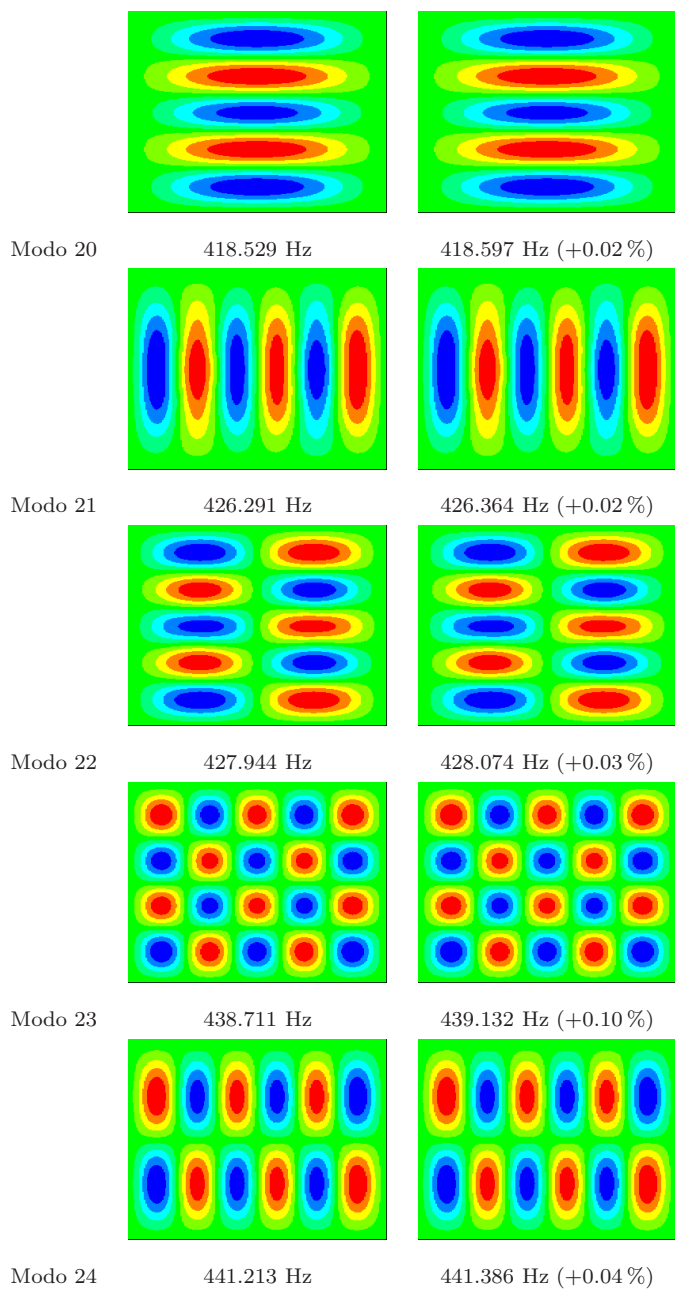 Modo 20 418.529 Hz 418.597 Hz (+0.02 %)
Modo 21 426.291 Hz 426.364 Hz (+0.02 %)
Modo 22 427.944 Hz 428.074 Hz (+0.03 %)
Modo 23 438.711 Hz 439.132 Hz (+0.10 %)
Modo 24 441.213 Hz 441.386 Hz (+0.04 %)